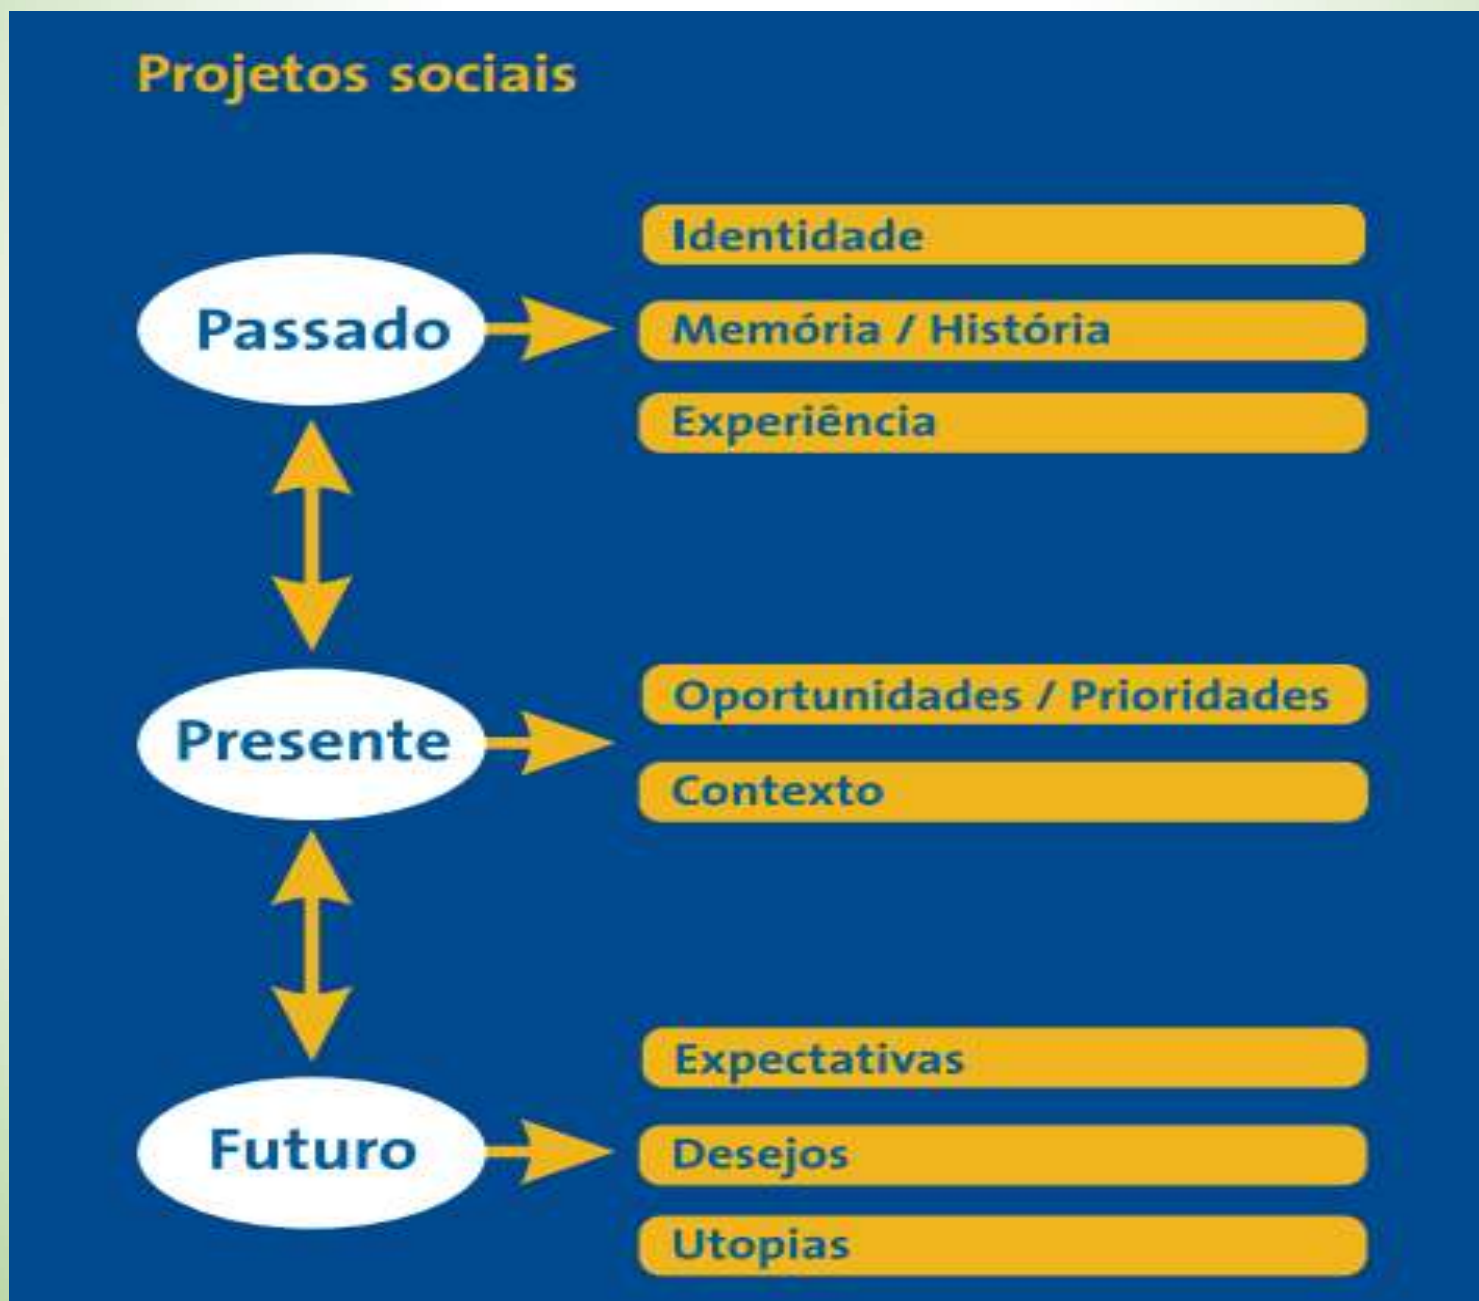 Projetos sociais
Identidade
Passado
Memória / História
Experiência
Oportunidades / Prioridades
Presente
Contexto
Expectativas
Futuro
Desejos
Utopias